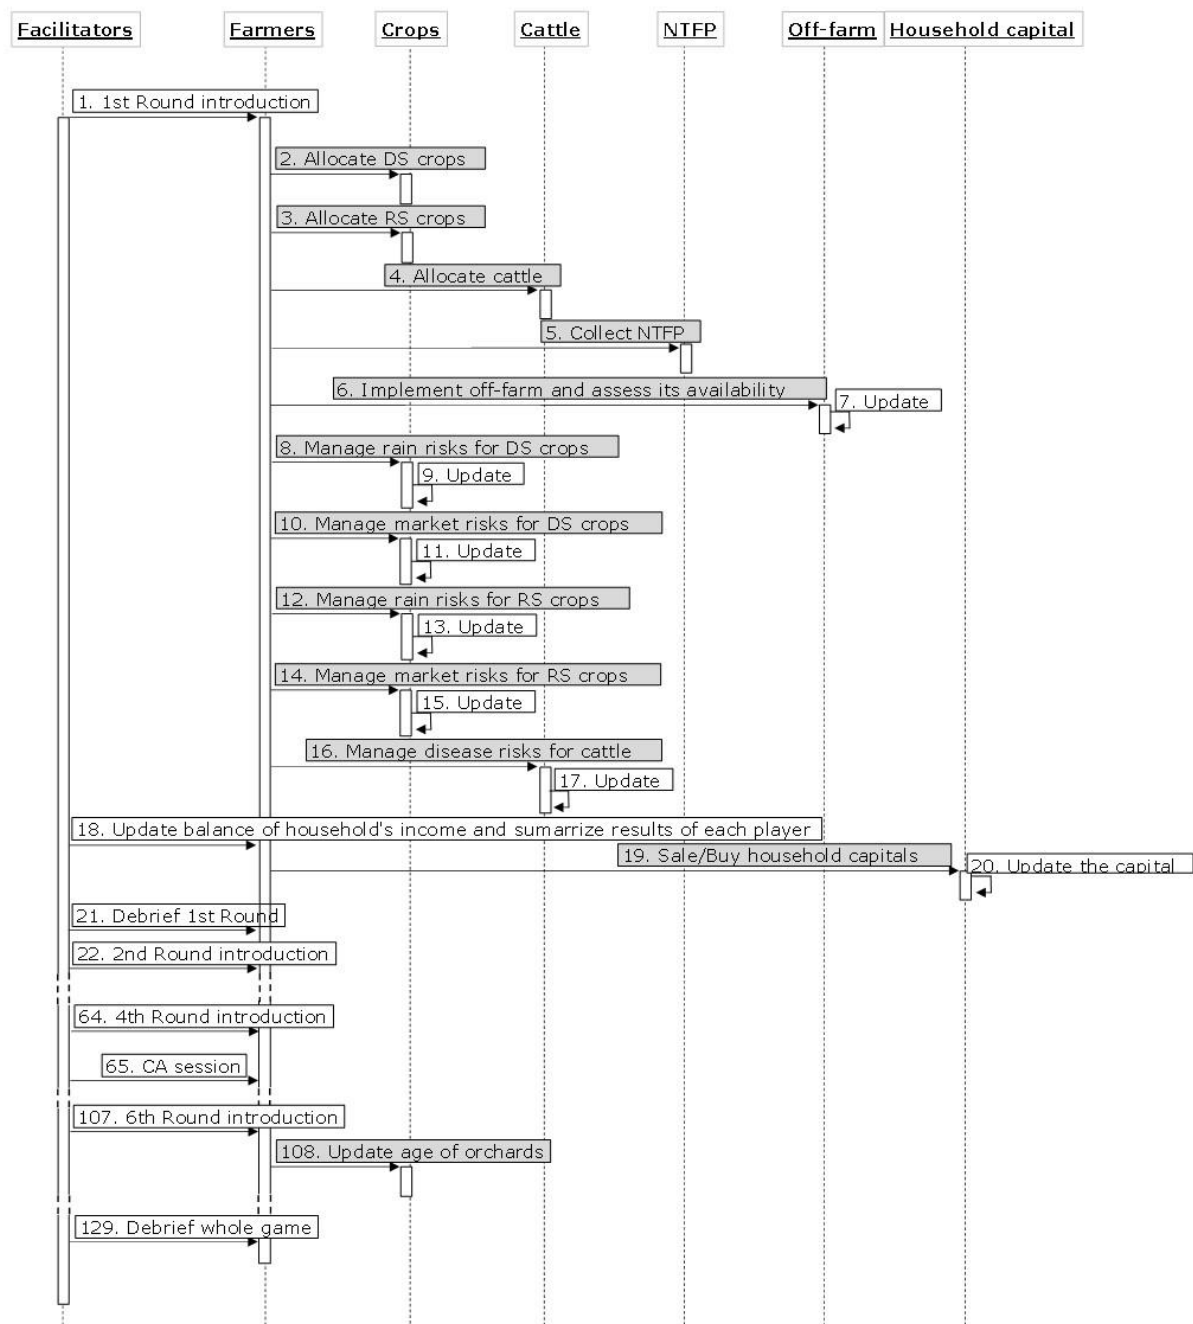 Facilitators Farmers Crops Cattle NTFP Off-farm Household capital
1. 1st Round introduction
2. Allocate DS crops
3. Allocate RS crops
4. Allocate cattle
5. Collect NTFP
6. Implement off-farm and assess its availability
7. Update
8. Manage rain risks for DS crops
9. Update
10. Manage market risks for DS crops
11. Update
12. Manage rain risks for RS crops
13. Update
14. Manage market risks for RS crops
15. Update
16. Manage disease risks for cattle
17. Update
18. Update balance of household's income and sumarrize results of each player
19. Sale/Buy household capitals
20. Update the capital
21. Debrief 1st Round
22. 2nd Round introduction
64. 4th Round introduction
65. CA session
107. 6th Round introduction
108. Update age of orchards
129. Debrief whole game